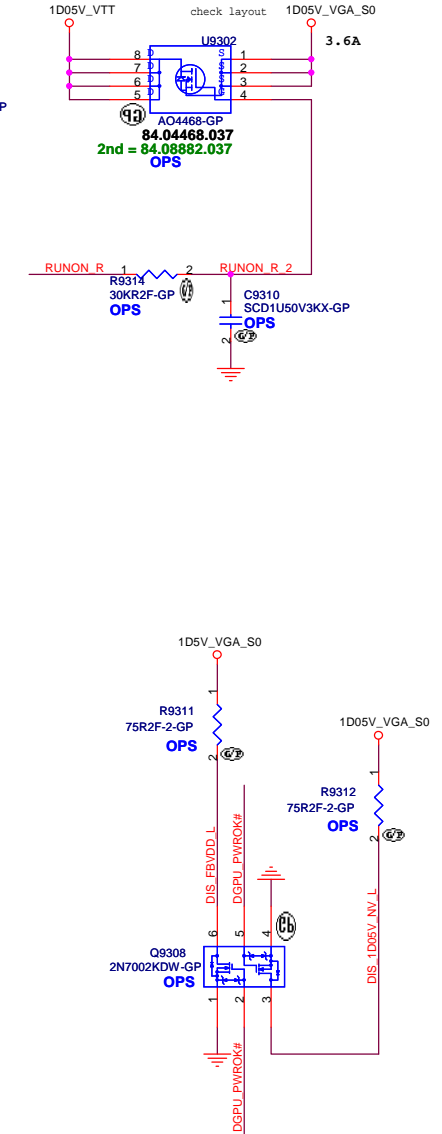 1D05V_VTT
check layout
1D05V_VGA_S0
U9302
3.6A
8
D
S
1
7
D
S
2
6
D
S
3
5
D
G
4
P
GP
AO4468-GP
84.04468.037
2nd = 84.08882.037
OPS
RUNON_R
1
2
RUNON_R_2
R9314
30KR2F-GP
OPS
G/P
1
C9310
SCD1U50V3KX-GP
OPS
2
G/P
1D5V_VGA_S0
1
R9311
75R2F-2-GP
OPS
2
G/P
1D05V_VGA_S0
1
R9312
75R2F-2-GP
OPS
2
G/P
DIS_FBVDD_L
DGPU_PWROK#
DIS_1D05V_NV_L
6
5
4
GP
Q9308
2N7002KDW-GP
OPS
1
2
3
DGPU_PWROK#